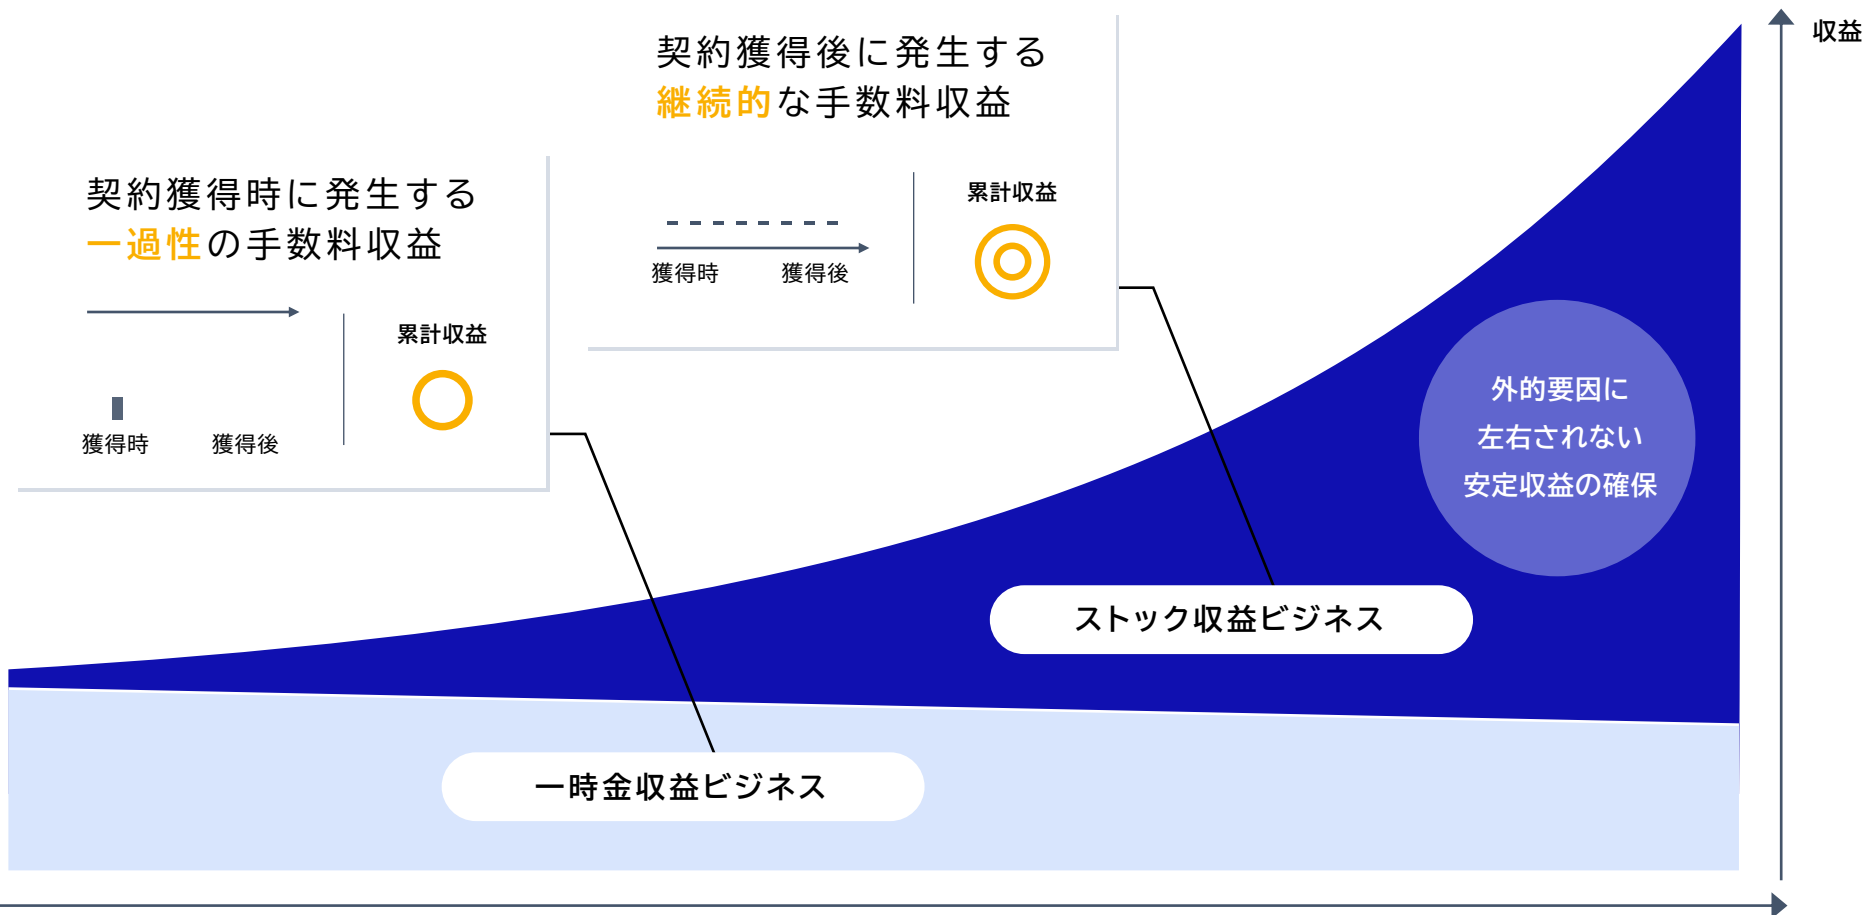 契約獲得時に発生する
一過性の手数料収益
獲得時
獲得後
累計収益
契約獲得後に発生する
継続的な手数料収益
獲得時
獲得後
累計収益
収益
外的要因に
左右されない
安定収益の確保
ストック収益ビジネス
一時金収益ビジネス